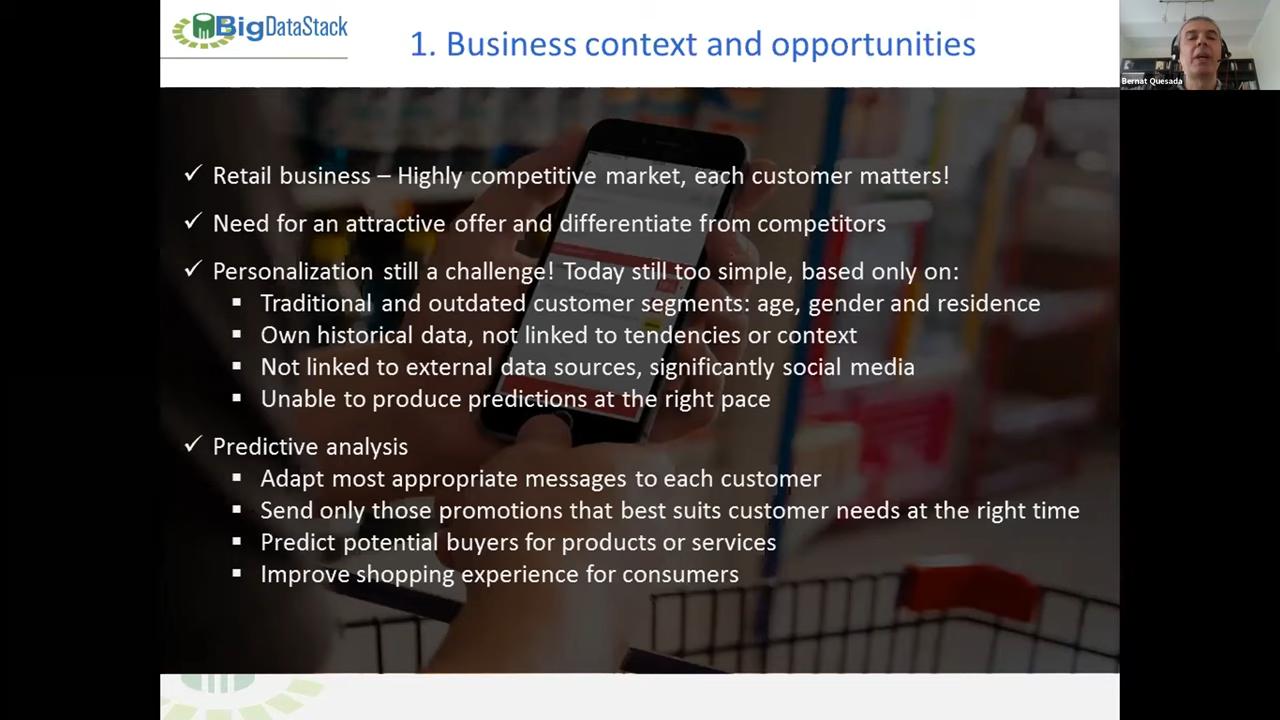 BigDataStack
1. Business context and opportunities
Bernat Quesada
✓ Retail business – Highly competitive market, each customer matters!
✓ Need for an attractive offer and differentiate from competitors
✓ Personalization still a challenge! Today still too simple, based only on:
▪ Traditional and outdated customer segments: age, gender and residence
▪ Own historical data, not linked to tendencies or context
▪ Not linked to external data sources, significantly social media
▪ Unable to produce predictions at the right pace
✓ Predictive analysis
▪ Adapt most appropriate messages to each customer
▪ Send only those promotions that best suits customer needs at the right time
▪ Predict potential buyers for products or services
▪ Improve shopping experience for consumers